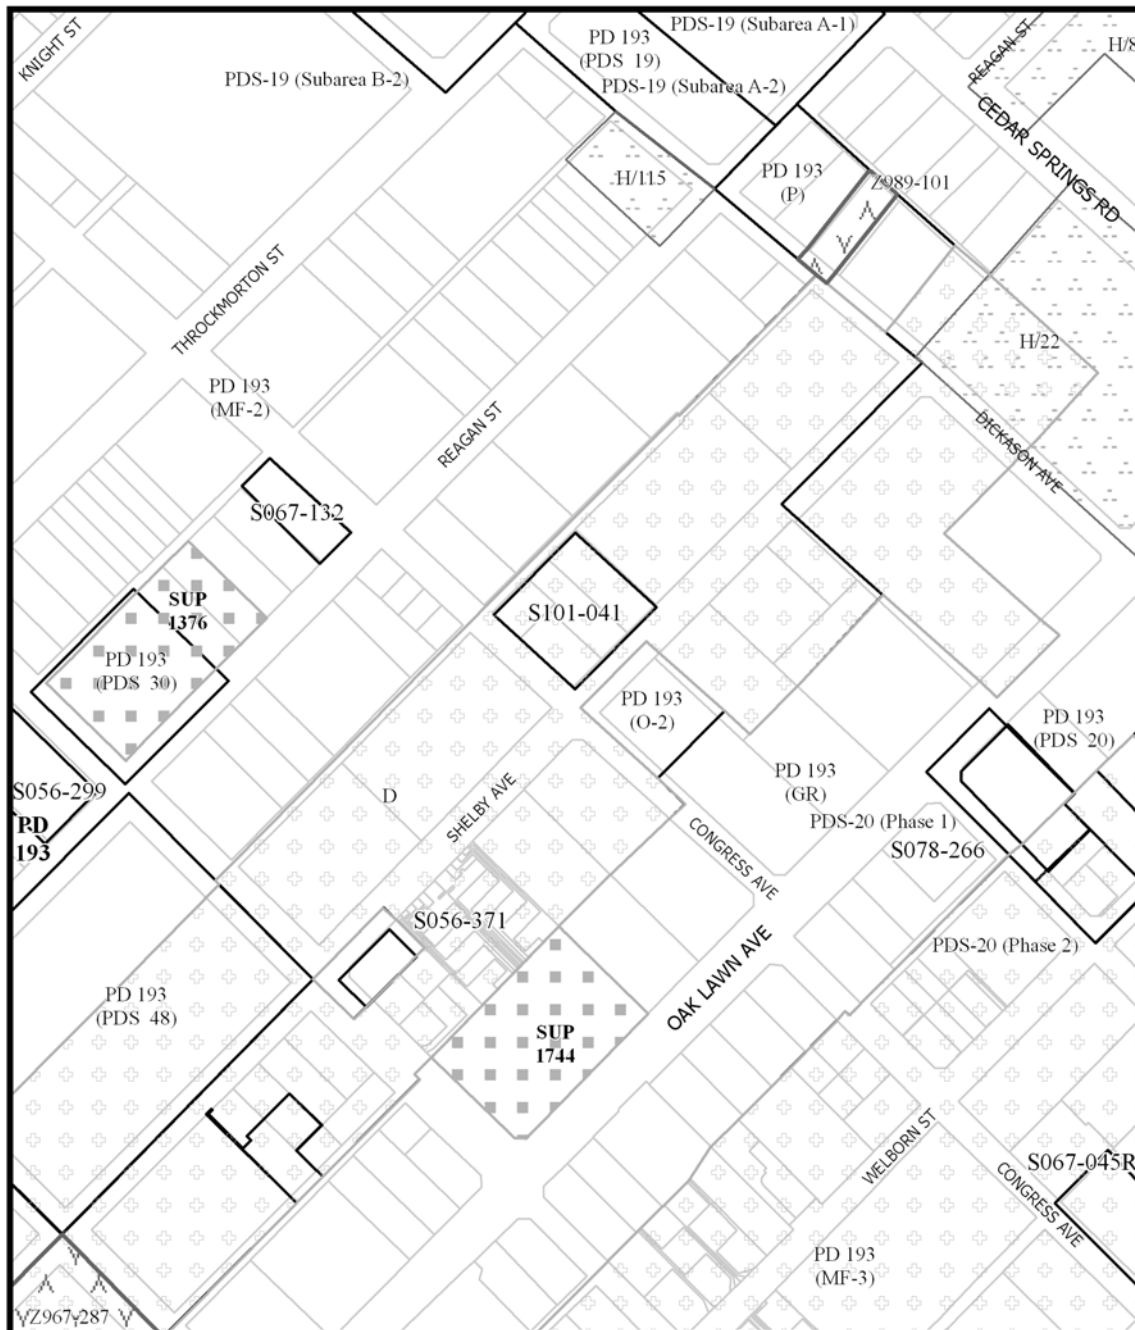 KNIGHT ST
PDS-19 (Subarea A-1)
PD 193
(PDS 19)
PDS-19 (Subarea A-2)
PDS-19 (Subarea B-2)
REAGAN ST
CEDAR SPRINGS RD
H/115
PD 193
(P)
Z989-101
THROCKMORTON ST
H/22
PD 193
(MF-2)
REAGAN ST
DICKASON AVE
S067-132
SUP
1376
S101-041
PD 193
(PDS 30)
PD 193
(O-2)
PD 193
(PDS 20)
S056-299
PD
193
D
SHELBY AVE
PD 193
(GR)
PDS-20 (Phase 1)
S078-266
CONGRESS AVE
S056-371
OAK LAWN AVE
PDS-20 (Phase 2)
PD 193
(PDS 48)
SUP
1744
WELBORN ST
S067-045R
CONGRESS AVE
PD 193
(MF-3)
Z967-287